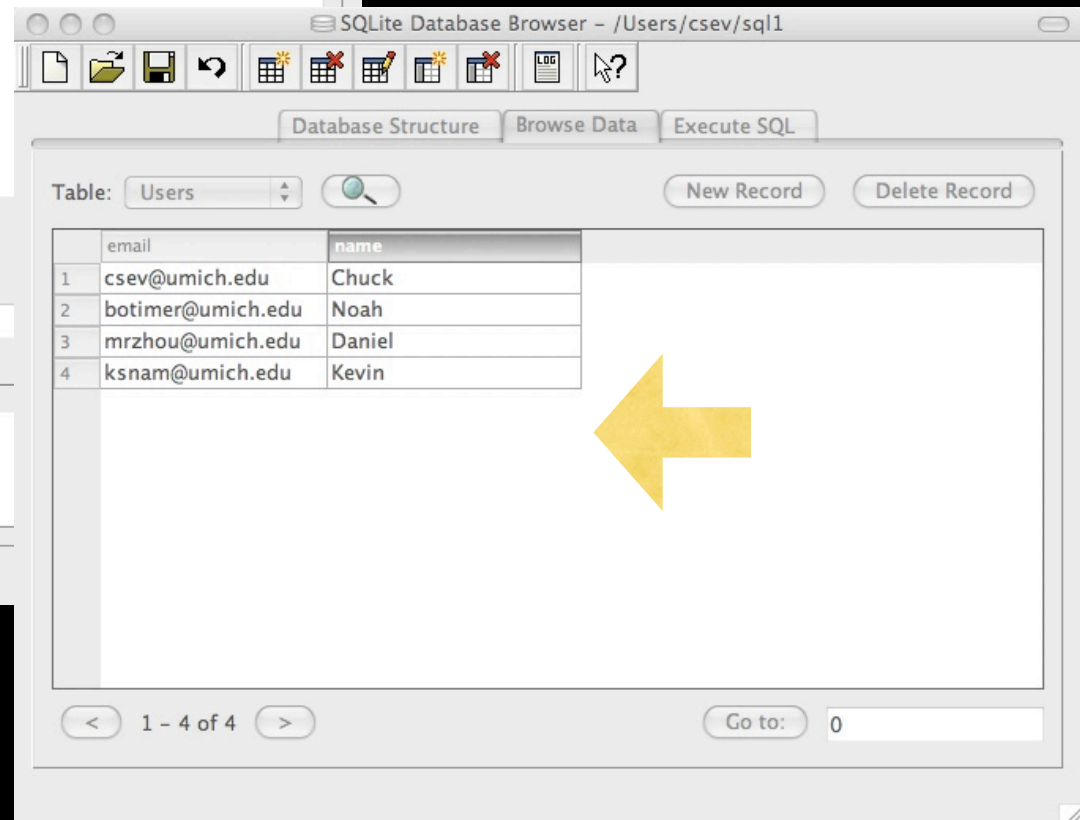 SQLite Database Browser – /Users/csev/sql1
LOG ?
Database Structure Browse Data Execute SQL
Table: Users New Record Delete Record
email name
1 csev@umich.edu Chuck
2 botimer@umich.edu Noah
3 mrzhou@umich.edu Daniel
4 ksnam@umich.edu Kevin
< 1 – 4 of 4 > Go to: 0